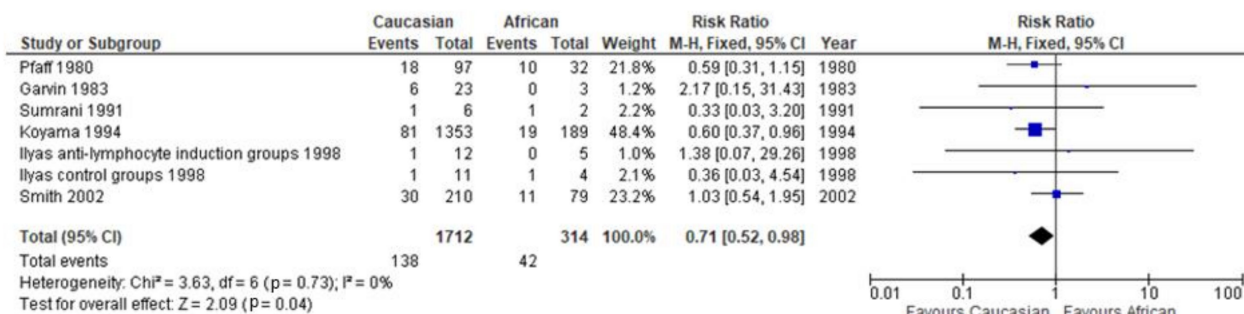 Caucasian African Risk Ratio Risk Ratio
Study or Subgroup Events Total Events Total Weight M-H, Fixed, 95% CI Year M-H, Fixed, 95% CI
Pfaff 1980 18 97 10 32 21.8% 0.59 [0.31, 1.15] 1980
Garvin 1983 6 23 0 3 1.2% 2.17 [0.15, 31.43] 1983
Sumrani 1991 1 6 1 2 2.2% 0.33 [0.03, 3.20] 1991
Koyama 1994 81 1353 19 189 48.4% 0.60 [0.37, 0.96] 1994
Ilyas anti-lymphocyte induction groups 1998 1 12 0 5 1.0% 1.38 [0.07, 29.26] 1998
Ilyas control groups 1998 1 11 1 4 2.1% 0.36 [0.03, 4.54] 1998
Smith 2002 30 210 11 79 23.2% 1.03 [0.54, 1.95] 2002
Total (95% CI) 1712 314 100.0% 0.71 [0.52, 0.98]
Total events 138 42
Heterogeneity: Chi² = 3.63, df = 6 (p = 0.73); I² = 0%
Test for overall effect: Z = 2.09 (p = 0.04)
0.01 0.1 1 10 100
Favours Caucasian Favours African